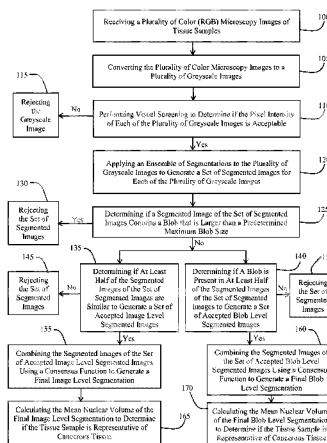 Receiving a Plurality of Color (RGB) Microscopy Images of
Tissue Samples
Converting the Plurality of Color Microscopy Images to a
Plurality of Greyscale Images
115
Rejecting
the
Greyscale
Image
No
Performing Voxel Screening to Determine if the Pixel Intensity
of Each of the Plurality of Greyscale Images is Acceptable
Yes
Applying an Ensemble of Segmentations to the Plurality of
Greyscale Images to Generate a Set of Segmented Images for
Each of the Plurality of Greyscale Images
130
Rejecting
the Set of
Segmented
Images
Yes
Determining if a Segmented Image of the Set of Segmented
Images Contains a Blob that is Larger than a Predetermined
Maximum Blob Size
No
135
145
Rejecting
the Set of
Segmented
Images
No
Determining if At Least
Half of the Segmented
Images of the Set of
Segmented Images are
Similar to Generate a Set of
Accepted Image Level
Segmented Images
140
Determining if A Blob is
Present in At Least Half of
the Segmented Images of
the Set of Segmented
Images to Generate a Set of
Accepted Blob Level
Segmented Images
No
Rejecting
the Set of
Segmented
Images
Yes
Yes
155
Combining the Segmented Images of the Set
of Accepted Image Level Segmented Images
Using a Consensus Function to Generate a
Final Image Level Segmentation
160
Combining the Segmented Images of
the Set of Accepted Blob Level
Segmented Images Using a Consensus
Function to Generate a Final Blob
Level Segmentation
Calculating the Mean Nuclear Volume of the
Final Image Level Segmentation to Determine
if the Tissue Sample is Representative of
Cancerous Tissue
165
170
Calculating the Mean Nuclear Volume
of the Final Blob Level Segmentation
to Determine if the Tissue Sample is
Representative of Cancerous Tissue